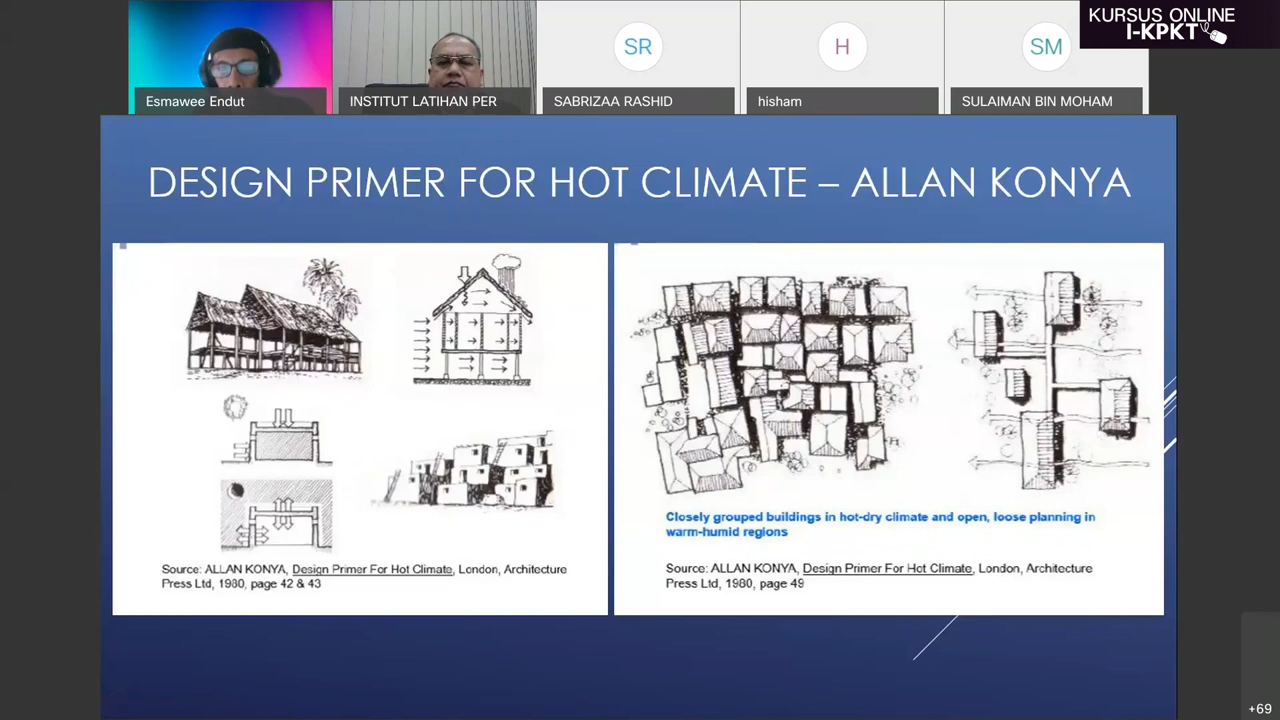 KURSUS ONLINE
I-KPKT
SR
H
SM
Esmawee Endut
INSTITUT LATIHAN PER
SABRIZAA RASHID
hisham
SULAIMAN BIN MOHAM
DESIGN PRIMER FOR HOT CLIMATE – ALLAN KONYA
Source: ALLAN KONYA, Design Primer For Hot Climate, London, Architecture
Press Ltd, 1980, page 42 & 43
Closely grouped buildings in hot-dry climate and open, loose planning in
warm-humid regions
Source: ALLAN KONYA, Design Primer For Hot Climate, London, Architecture
Press Ltd, 1980, page 49
+69